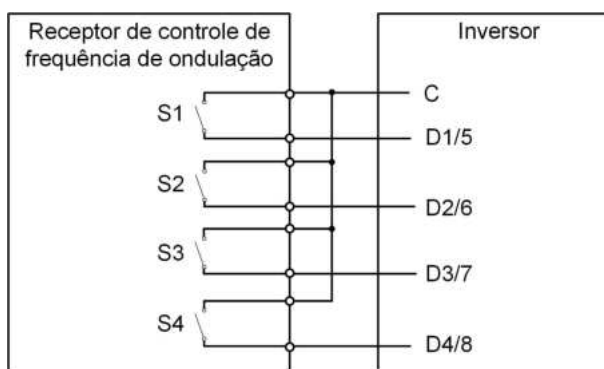 Receptor de controle de
frequência de ondulação
Inversor
S1
C
D1/5
S2
D2/6
S3
D3/7
S4
D4/8